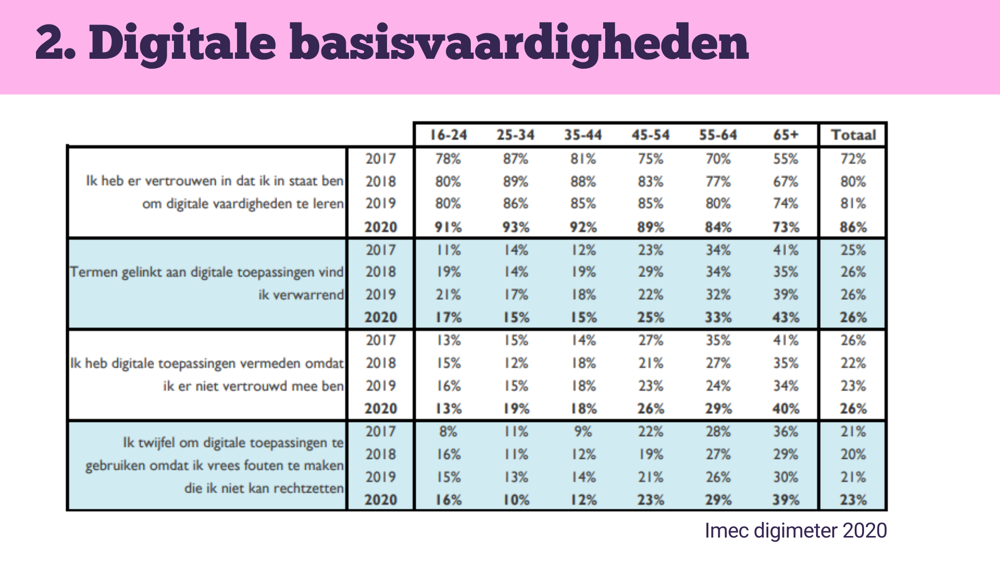 2. Digitale basisvaardigheden
16-24 25-34 35-44 45-54 55-64 65+ Totaal
2017 78% 87% 81% 75% 70% 55% 72%
Ik heb er vertrouwen in dat ik in staat ben 2018 80% 89% 88% 83% 77% 67% 80%
om digitale vaardigheden te leren 2019 80% 86% 85% 85% 80% 74% 81%
2020 91% 93% 92% 89% 84% 73% 86%
2017 11% 14% 12% 23% 34% 41% 25%
Termen gelinkt aan digitale toepassingen vind 2018 19% 14% 19% 29% 34% 35% 26%
ik verwarrend 2019 21% 17% 18% 22% 32% 39% 26%
2020 17% 15% 15% 25% 33% 43% 26%
2017 13% 15% 14% 27% 35% 41% 26%
Ik heb digitale toepassingen vermeden omdat 2018 15% 12% 18% 21% 27% 35% 22%
ik er niet vertrouwd mee ben 2019 16% 15% 18% 23% 24% 34% 23%
2020 13% 19% 18% 26% 29% 40% 26%
2017 8% 11% 9% 22% 28% 36% 21%
Ik twijfel om digitale toepassingen te
2018 16% 11% 12% 19% 27% 29% 20%
gebruiken omdat ik vrees fouten te maken
2019 15% 13% 14% 21% 26% 30% 21%
die ik niet kan rechtzetten
2020 16% 10% 12% 23% 29% 39% 23%
Imec digimeter 2020